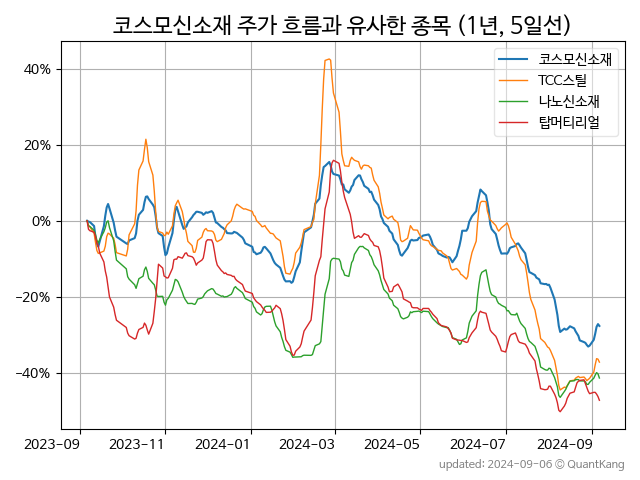 코스모신소재 주가 흐름과 유사한 종목 (1년, 5일선)
코스모신소재
TCC스틸
나노신소재
탑머티리얼
40%
20%
0%
−20%
−40%
2023-09 2023-11 2024-01 2024-03 2024-05 2024-07 2024-09
updated: 2024-09-06 © QuantKang